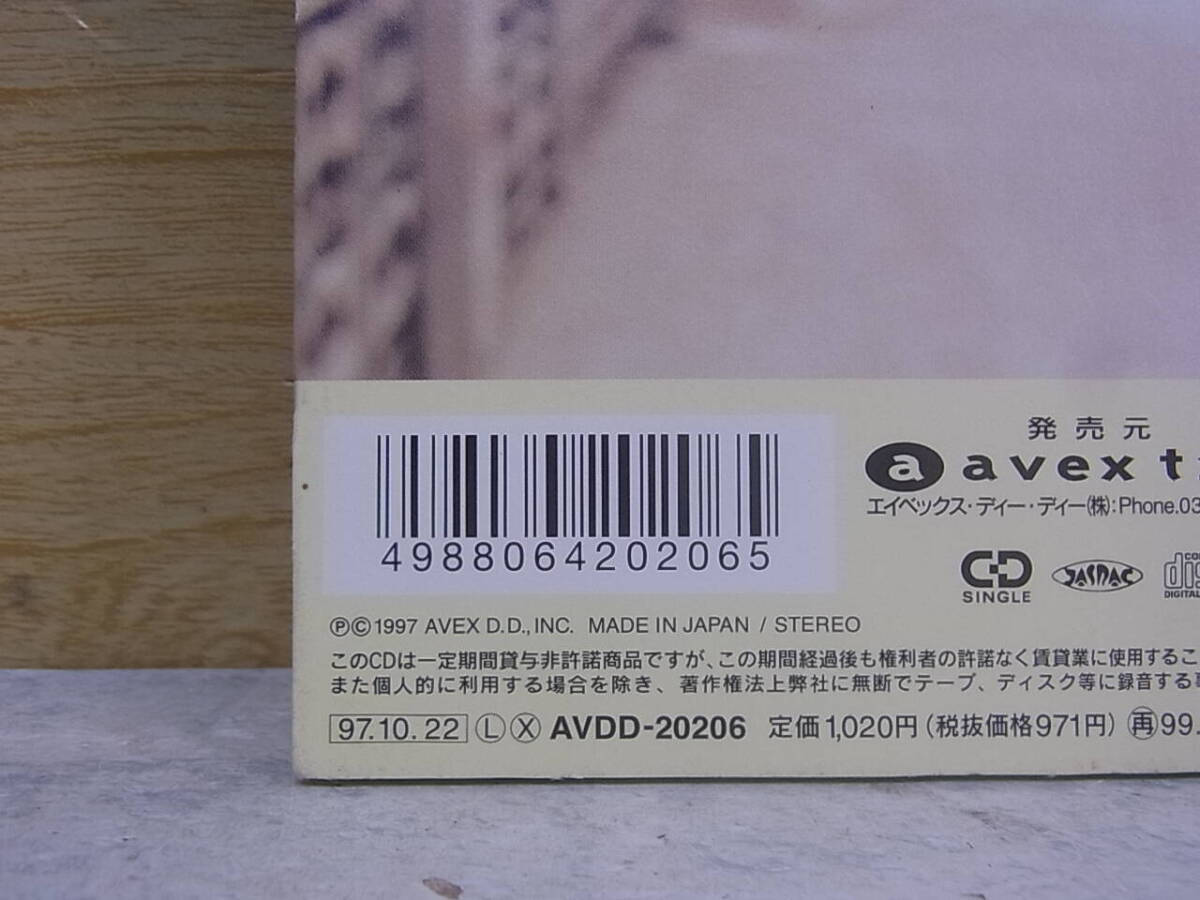 4988064202065
発売元
a avex t
エイベックス・ディー・ディー(株):Phone.03
CD SINGLE
JASRAC
DIGITAL
Ⓟ©1997 AVEX D.D., INC. MADE IN JAPAN / STEREO
このCDは一定期間貸与非許諾商品ですが、この期間経過後も権利者の許諾なく賃貸業に使用するこ
また個人的に利用する場合を除き、著作権法上弊社に無断でテープ、ディスク等に録音する
97.10.22 Ⓛ Ⓧ AVDD-20206 定価1,020円(税抜価格971円) ㊢99.